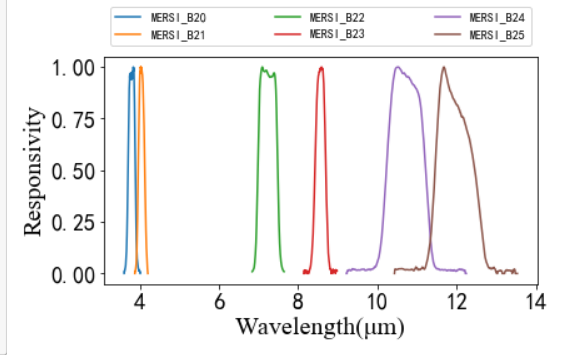 MERSI_B20 MERSI_B22 MERSI_B24
MERSI_B21 MERSI_B23 MERSI_B25
1.00
0.75
0.50
0.25
0.00
Responsivity
4 6 8 10 12 14
Wavelength(μm)